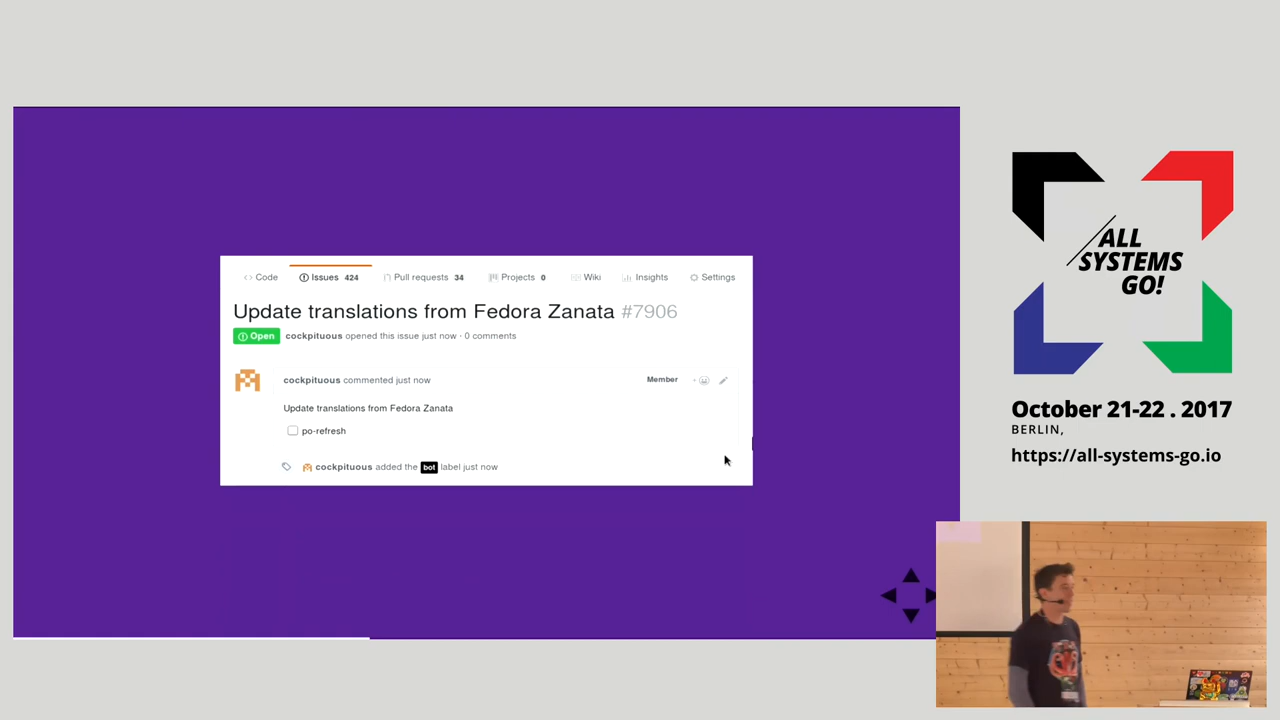 Code Issues 424 Pull requests 34 Projects 0 Wiki Insights Settings
Update translations from Fedora Zanata #7906
Open cockpituous opened this issue just now · 0 comments
cockpituous commented just now Member
Update translations from Fedora Zanata
po-refresh
cockpituous added the bot label just now
ALL
SYSTEMS
GO!
October 21-22 . 2017
BERLIN,
https://all-systems-go.io